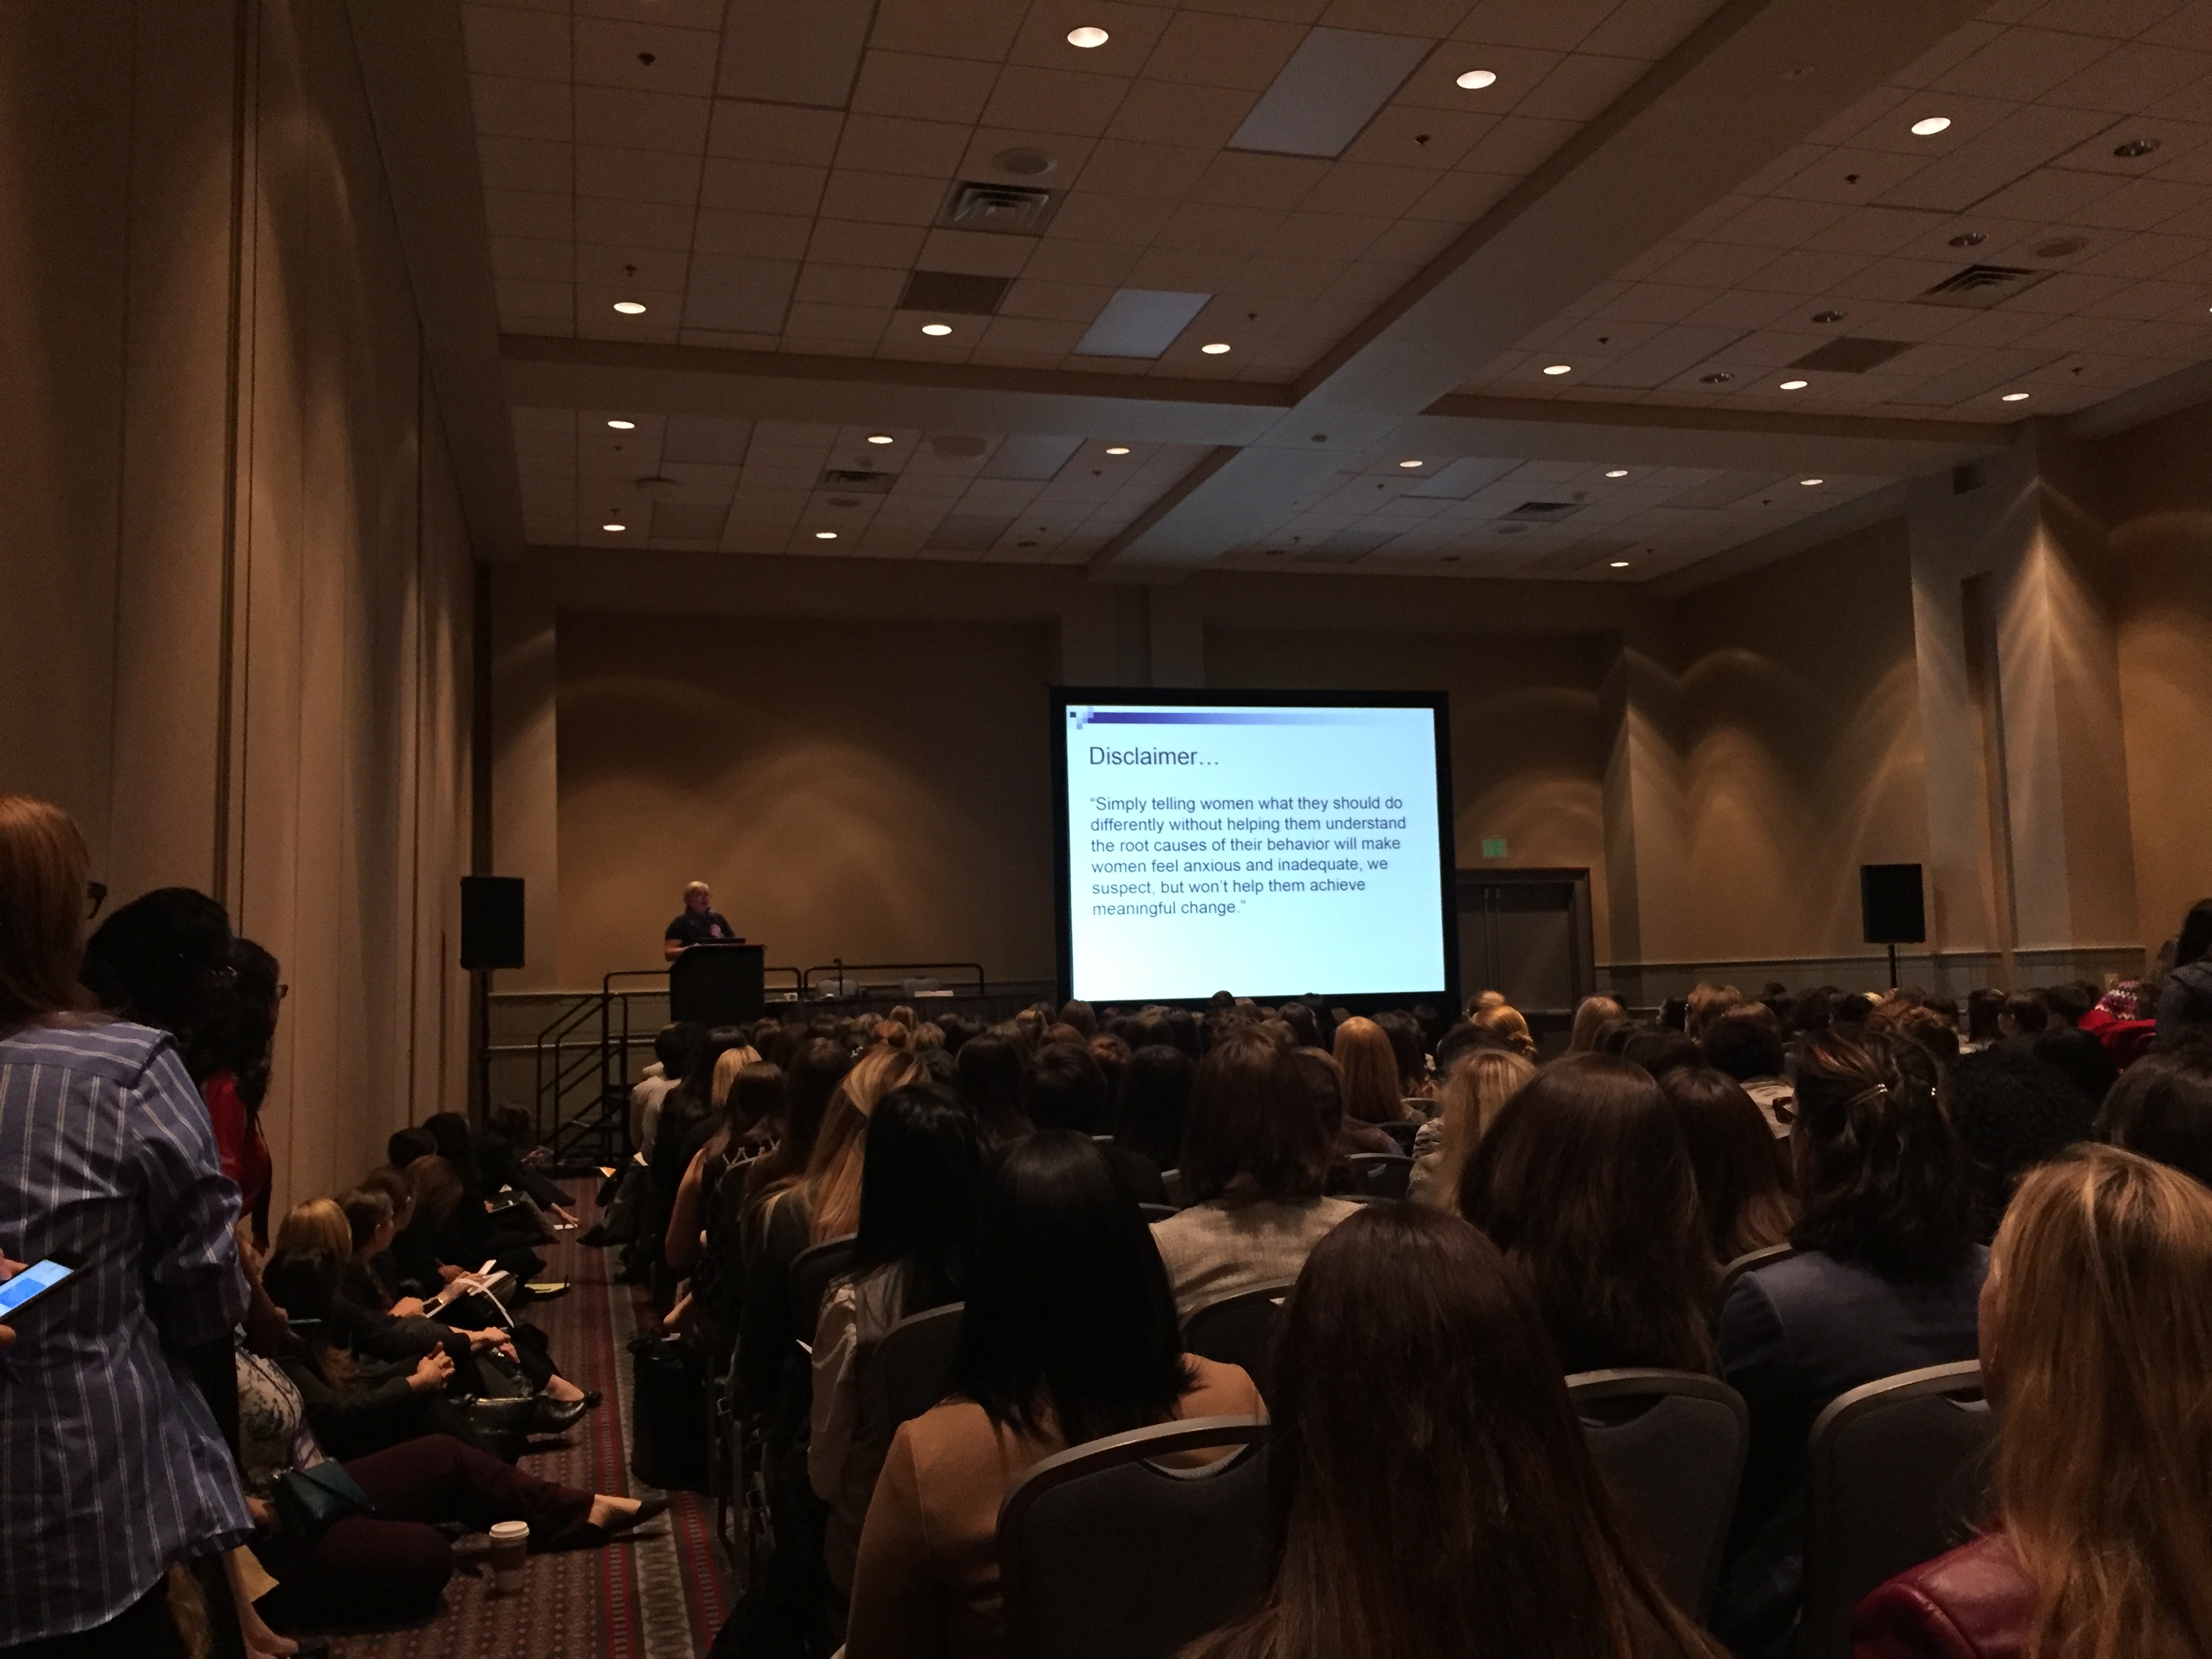 Disclaimer…
“Simply telling women what they should do
differently without helping them understand
the root causes of their behavior will make
women feel anxious and inadequate, we
suspect, but won’t help them achieve
meaningful change.”